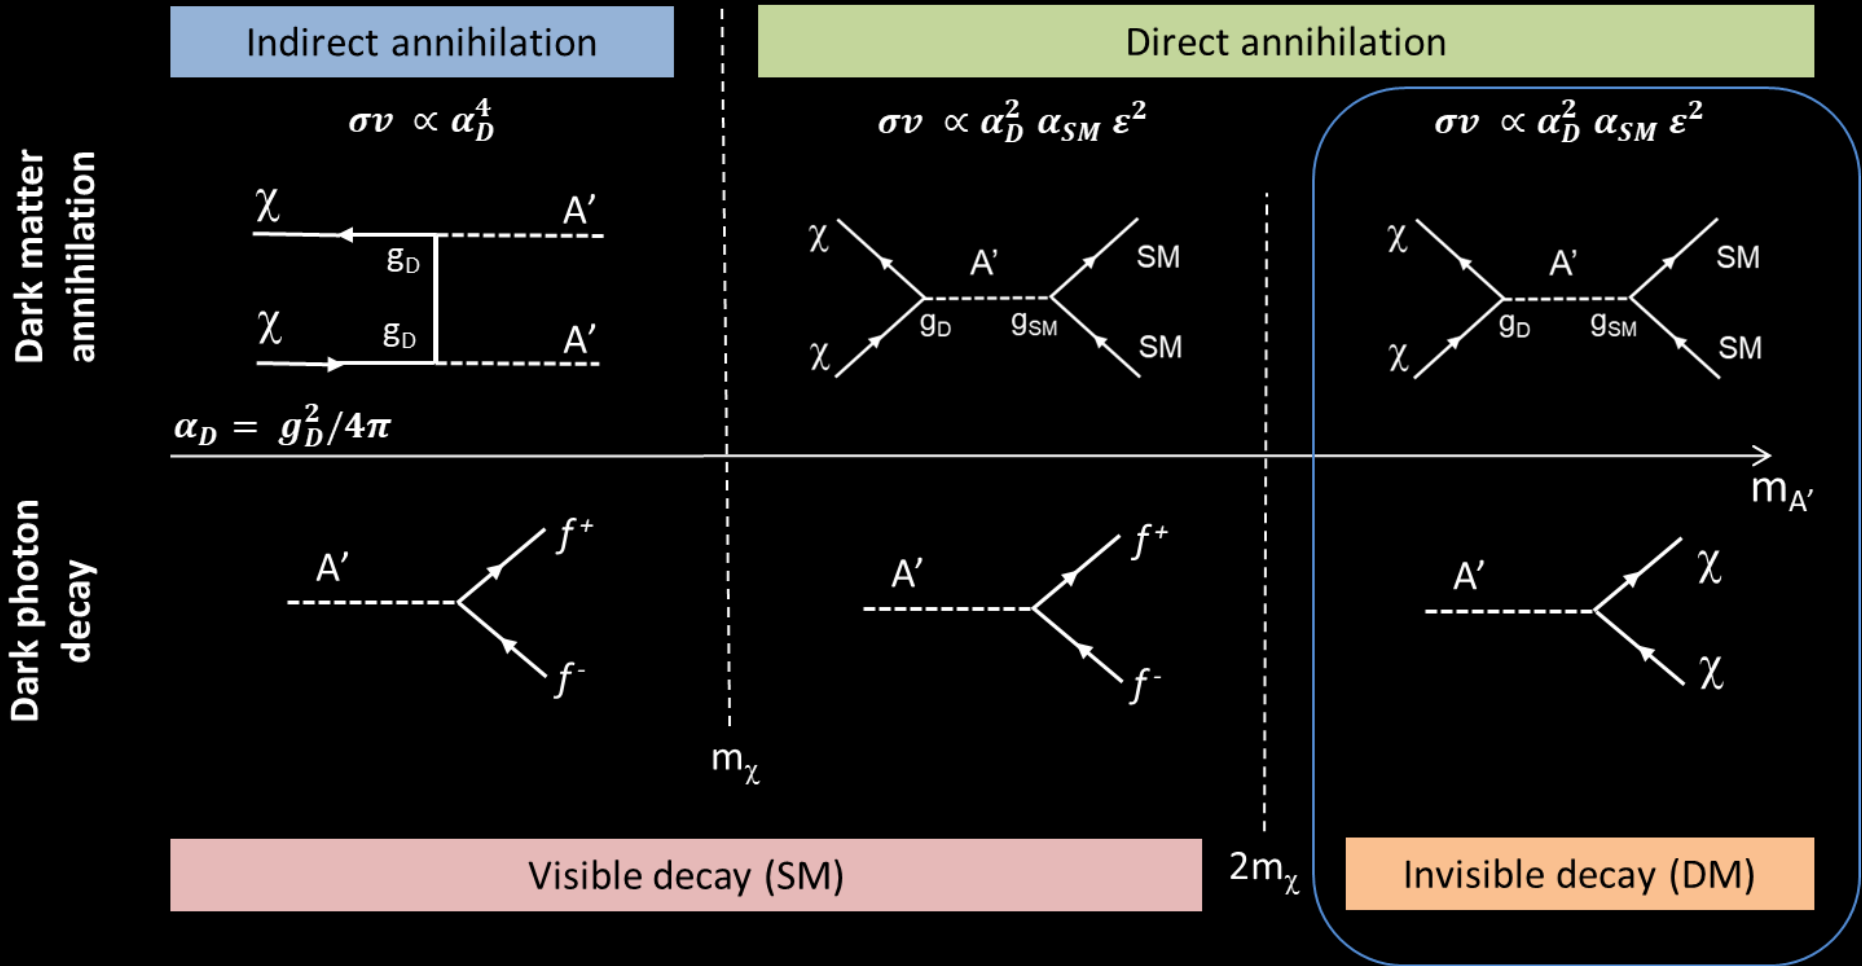 Indirect annihilation
Direct annihilation
σv ∝ α_D^4
σv ∝ α_D^2 α_SM ε^2
σv ∝ α_D^2 α_SM ε^2
Dark matter
annihilation
χ
A’
g_D
g_D
χ
A’
χ
A’
SM
g_D
g_SM
χ
SM
χ
A’
SM
g_D
g_SM
χ
SM
α_D = g_D^2/4π
m_A’
Dark photon
decay
A’
f^+
f^-
A’
f^+
f^-
A’
χ
χ
m_χ
2m_χ
Visible decay (SM)
Invisible decay (DM)